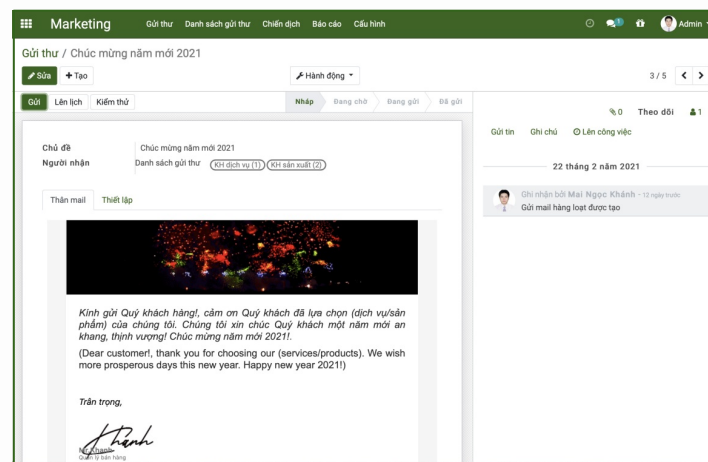 Marketing Gửi thư Danh sách gửi thư Chiến dịch Báo cáo Cấu hình Admin
Gửi thư / Chúc mừng năm mới 2021
Sửa + Tạo Hành động 3 / 5
Gửi Lên lịch Kiểm thử Nháp Đang chờ Đang gửi Đã gửi
0 Theo dõi 1
Gửi tin Ghi chú Lên công việc
Chủ đề Chúc mừng năm mới 2021
Người nhận Danh sách gửi thư KH dịch vụ (1) KH sản xuất (2)
22 tháng 2 năm 2021
Ghi nhận bởi Mai Ngọc Khánh - 12 ngày trước
Gửi mail hàng loạt được tạo
Thân mail Thiết lập
Kính gửi Quý khách hàng!, cảm ơn Quý khách đã lựa chọn (dịch vụ/sản
phẩm) của chúng tôi. Chúng tôi xin chúc Quý khách một năm mới an
khang, thịnh vượng! Chúc mừng năm mới 2021!.
(Dear customer!, thank you for choosing our (services/products). We wish
more prosperous days this new year. Happy new year 2021!)
Trân trọng,
Khánh
Mr Khanh
Quản lý bán hàng